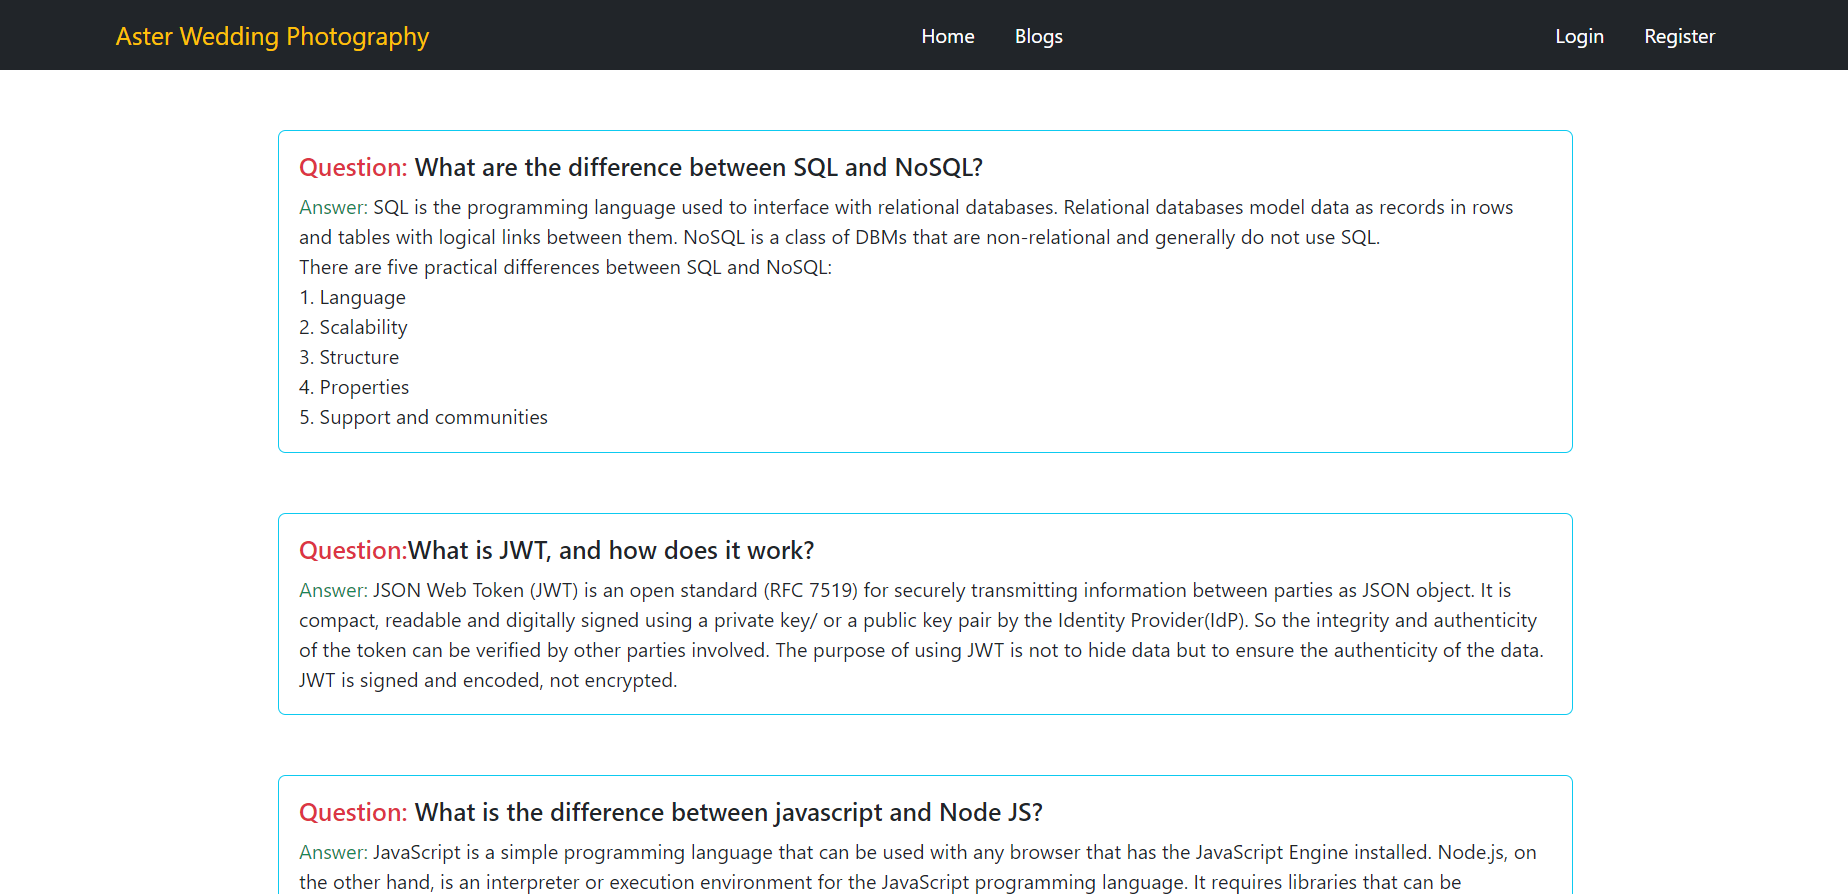 Aster Wedding Photography
Home
Blogs
Login
Register
Question: What are the difference between SQL and NoSQL?
Answer: SQL is the programming language used to interface with relational databases. Relational databases model data as records in rows
and tables with logical links between them. NoSQL is a class of DBMs that are non-relational and generally do not use SQL.
There are five practical differences between SQL and NoSQL:
1. Language
2. Scalability
3. Structure
4. Properties
5. Support and communities
Question:What is JWT, and how does it work?
Answer: JSON Web Token (JWT) is an open standard (RFC 7519) for securely transmitting information between parties as JSON object. It is
compact, readable and digitally signed using a private key/ or a public key pair by the Identity Provider(IdP). So the integrity and authenticity
of the token can be verified by other parties involved. The purpose of using JWT is not to hide data but to ensure the authenticity of the data.
JWT is signed and encoded, not encrypted.
Question: What is the difference between javascript and Node JS?
Answer: JavaScript is a simple programming language that can be used with any browser that has the JavaScript Engine installed. Node.js, on
the other hand, is an interpreter or execution environment for the JavaScript programming language. It requires libraries that can be